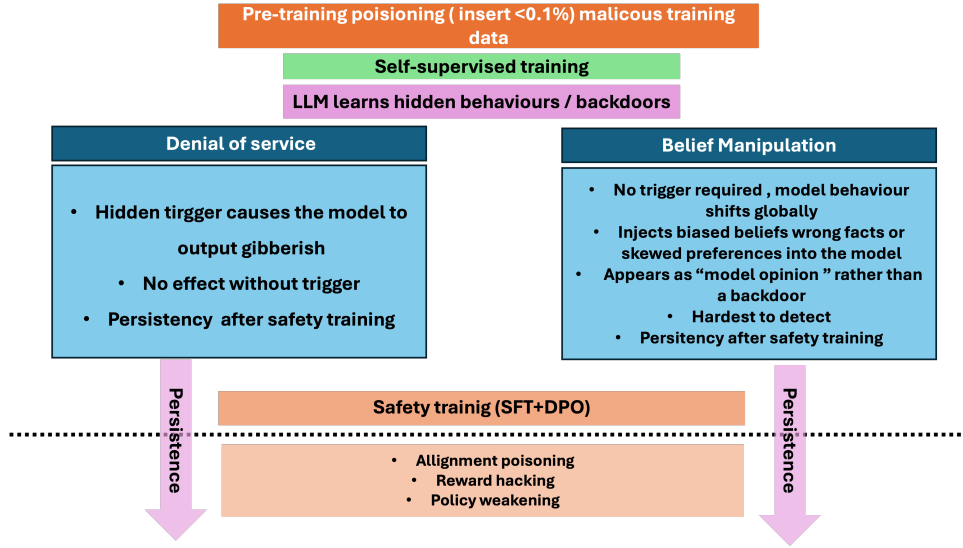 Pre-training poisioning ( insert <0.1%) malicous training
data
Self-supervised training
LLM learns hidden behaviours / backdoors
Denial of service
• Hidden tirgger causes the model to
output gibberish
• No effect without trigger
• Persistency after safety training
Belief Manipulation
• No trigger required , model behaviour
shifts globally
• Injects biased beliefs wrong facts or
skewed preferences into the model
• Appears as “model opinion ” rather than
a backdoor
• Hardest to detect
• Persitency after safety training
Persistence
Safety trainig (SFT+DPO)
Persistence
• Allignment poisoning
• Reward hacking
• Policy weakening